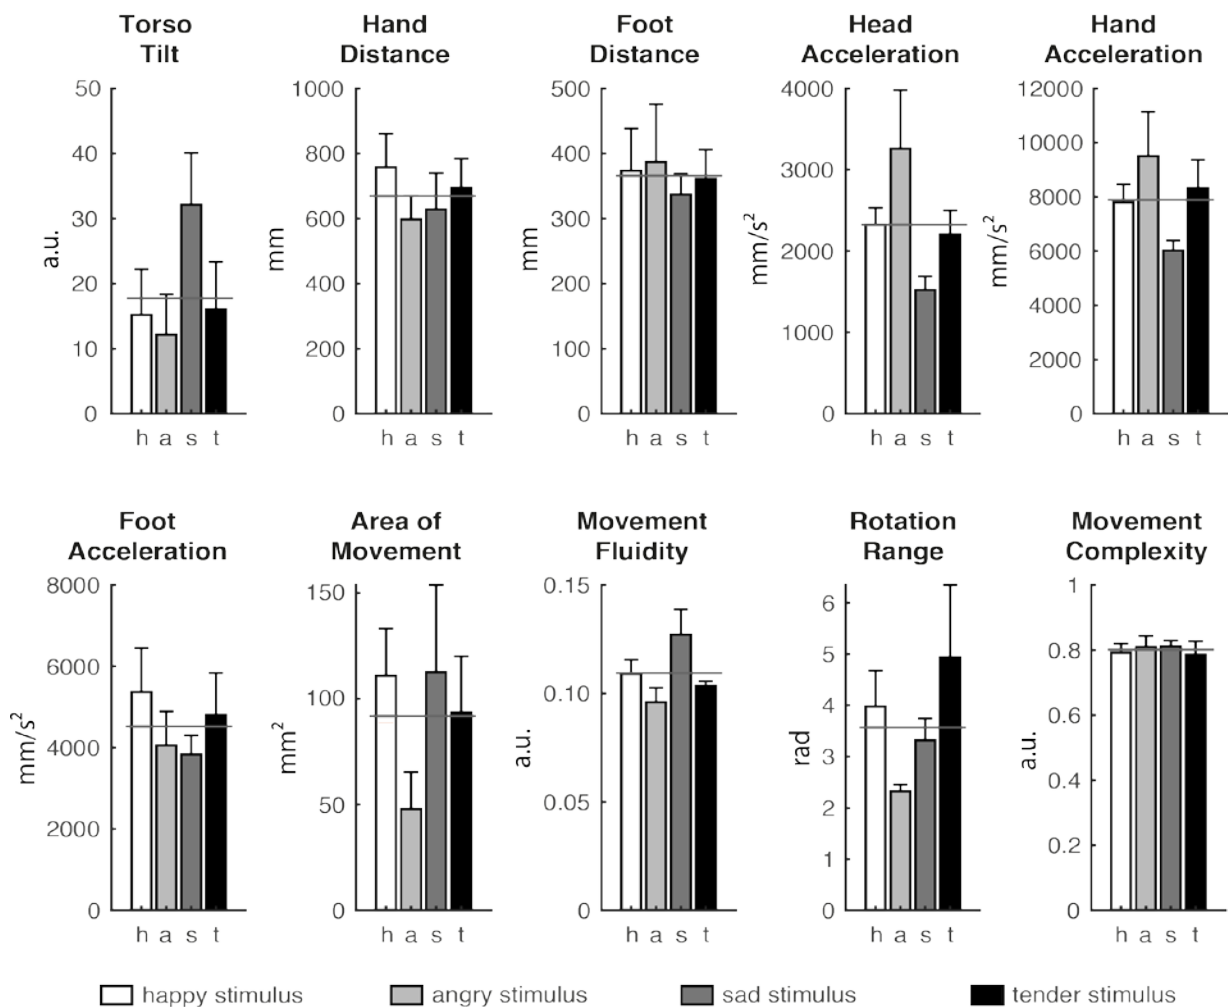 Torso
Tilt
Hand
Distance
Foot
Distance
Head
Acceleration
Hand
Acceleration
50
40
30
20
10
0
a.u.
h a s t
1000
800
600
400
200
0
mm
h a s t
500
400
300
200
100
0
mm
h a s t
4000
3000
2000
1000
0
mm/s²
h a s t
12000
10000
8000
6000
4000
2000
0
mm/s²
h a s t
Foot
Acceleration
Area of
Movement
Movement
Fluidity
Rotation
Range
Movement
Complexity
8000
6000
4000
2000
0
mm/s²
h a s t
150
100
50
0
mm²
h a s t
0.15
0.10
0.05
0
a.u.
h a s t
6
5
4
3
2
1
0
rad
h a s t
1
0.8
0.6
0.4
0.2
0
a.u.
h a s t
happy stimulus
angry stimulus
sad stimulus
tender stimulus